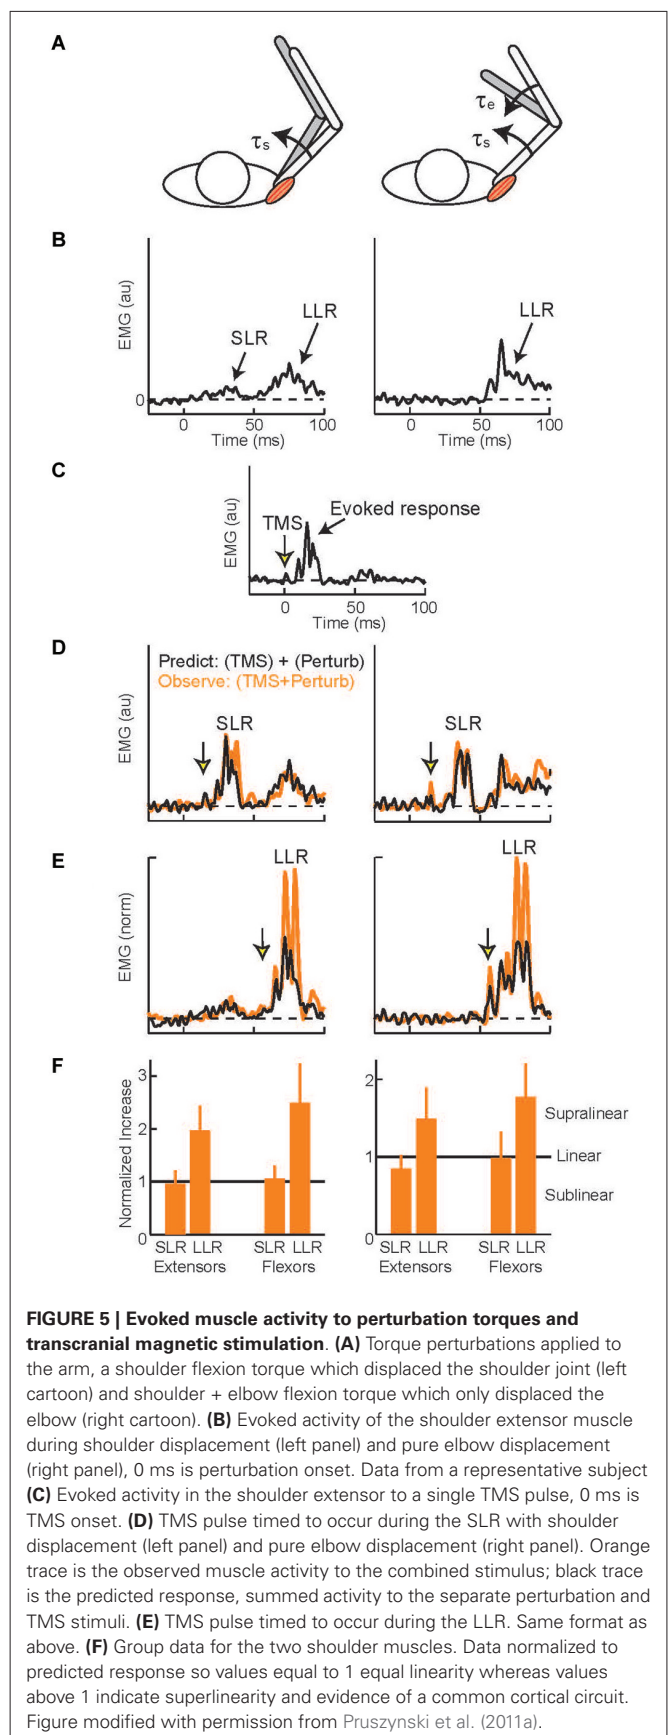 A
τs
τe
τs
B
EMG (au)
SLR
LLR
LLR
0
0 50 100
Time (ms)
0 50 100
Time (ms)
C
EMG (au)
TMS
Evoked response
0 50 100
Time (ms)
D
Predict: (TMS) + (Perturb)
Observe: (TMS+Perturb)
EMG (au)
SLR
SLR
E
EMG (norm)
LLR
LLR
F
Normalized Increase
3
2
1
0
SLR LLR SLR LLR
Extensors Flexors
2
1
0
Supralinear
Linear
Sublinear
SLR LLR SLR LLR
Extensors Flexors
FIGURE 5 | Evoked muscle activity to perturbation torques and
transcranial magnetic stimulation. (A) Torque perturbations applied to
the arm, a shoulder flexion torque which displaced the shoulder joint (left
cartoon) and shoulder + elbow flexion torque which only displaced the
elbow (right cartoon). (B) Evoked activity of the shoulder extensor muscle
during shoulder displacement (left panel) and pure elbow displacement
(right panel), 0 ms is perturbation onset. Data from a representative subject
(C) Evoked activity in the shoulder extensor to a single TMS pulse, 0 ms is
TMS onset. (D) TMS pulse timed to occur during the SLR with shoulder
displacement (left panel) and pure elbow displacement (right panel). Orange
trace is the observed muscle activity to the combined stimulus; black trace
is the predicted response, summed activity to the separate perturbation and
TMS stimuli. (E) TMS pulse timed to occur during the LLR. Same format as
above. (F) Group data for the two shoulder muscles. Data normalized to
predicted response so values equal to 1 equal linearity whereas values
above 1 indicate superlinearity and evidence of a common cortical circuit.
Figure modified with permission from Pruszynski et al. (2011a).